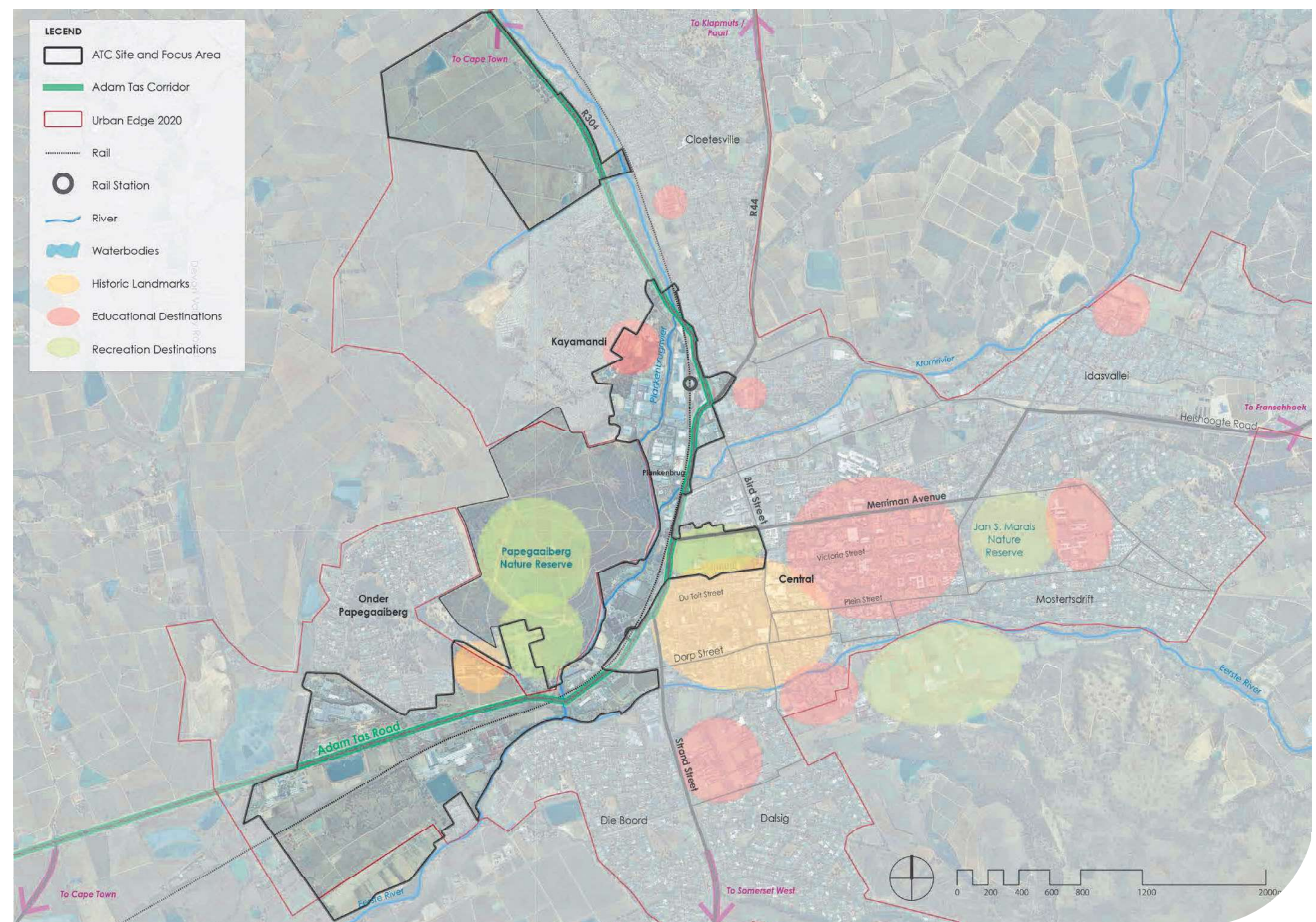 LEGEND
ATC Site and Focus Area
Adam Tas Corridor
Urban Edge 2020
Rail
Rail Station
River
Waterbodies
Historic Landmarks
Educational Destinations
Recreation Destinations
To Cape Town
To Klapmuts /
Paarl
R304
Cloetesville
R44
Kayamandi
Plankenbrugrivier
Kromrivier
Idasvallei
To Franschhoek
Helshoogte Road
Plankenbrug
Bird Street
Merriman Avenue
Jan S. Marais
Nature
Reserve
Papegaaiberg
Nature Reserve
Victoria Street
Onder
Papegaaiberg
Central
Du Toit Street
Plein Street
Mostertsdrift
Dorp Street
Eerste River
Adam Tas Road
Strand Street
Die Boord
Dalsig
To Cape Town
Eerste River
To Somerset West
0 200 400 600 800 1200 2000m